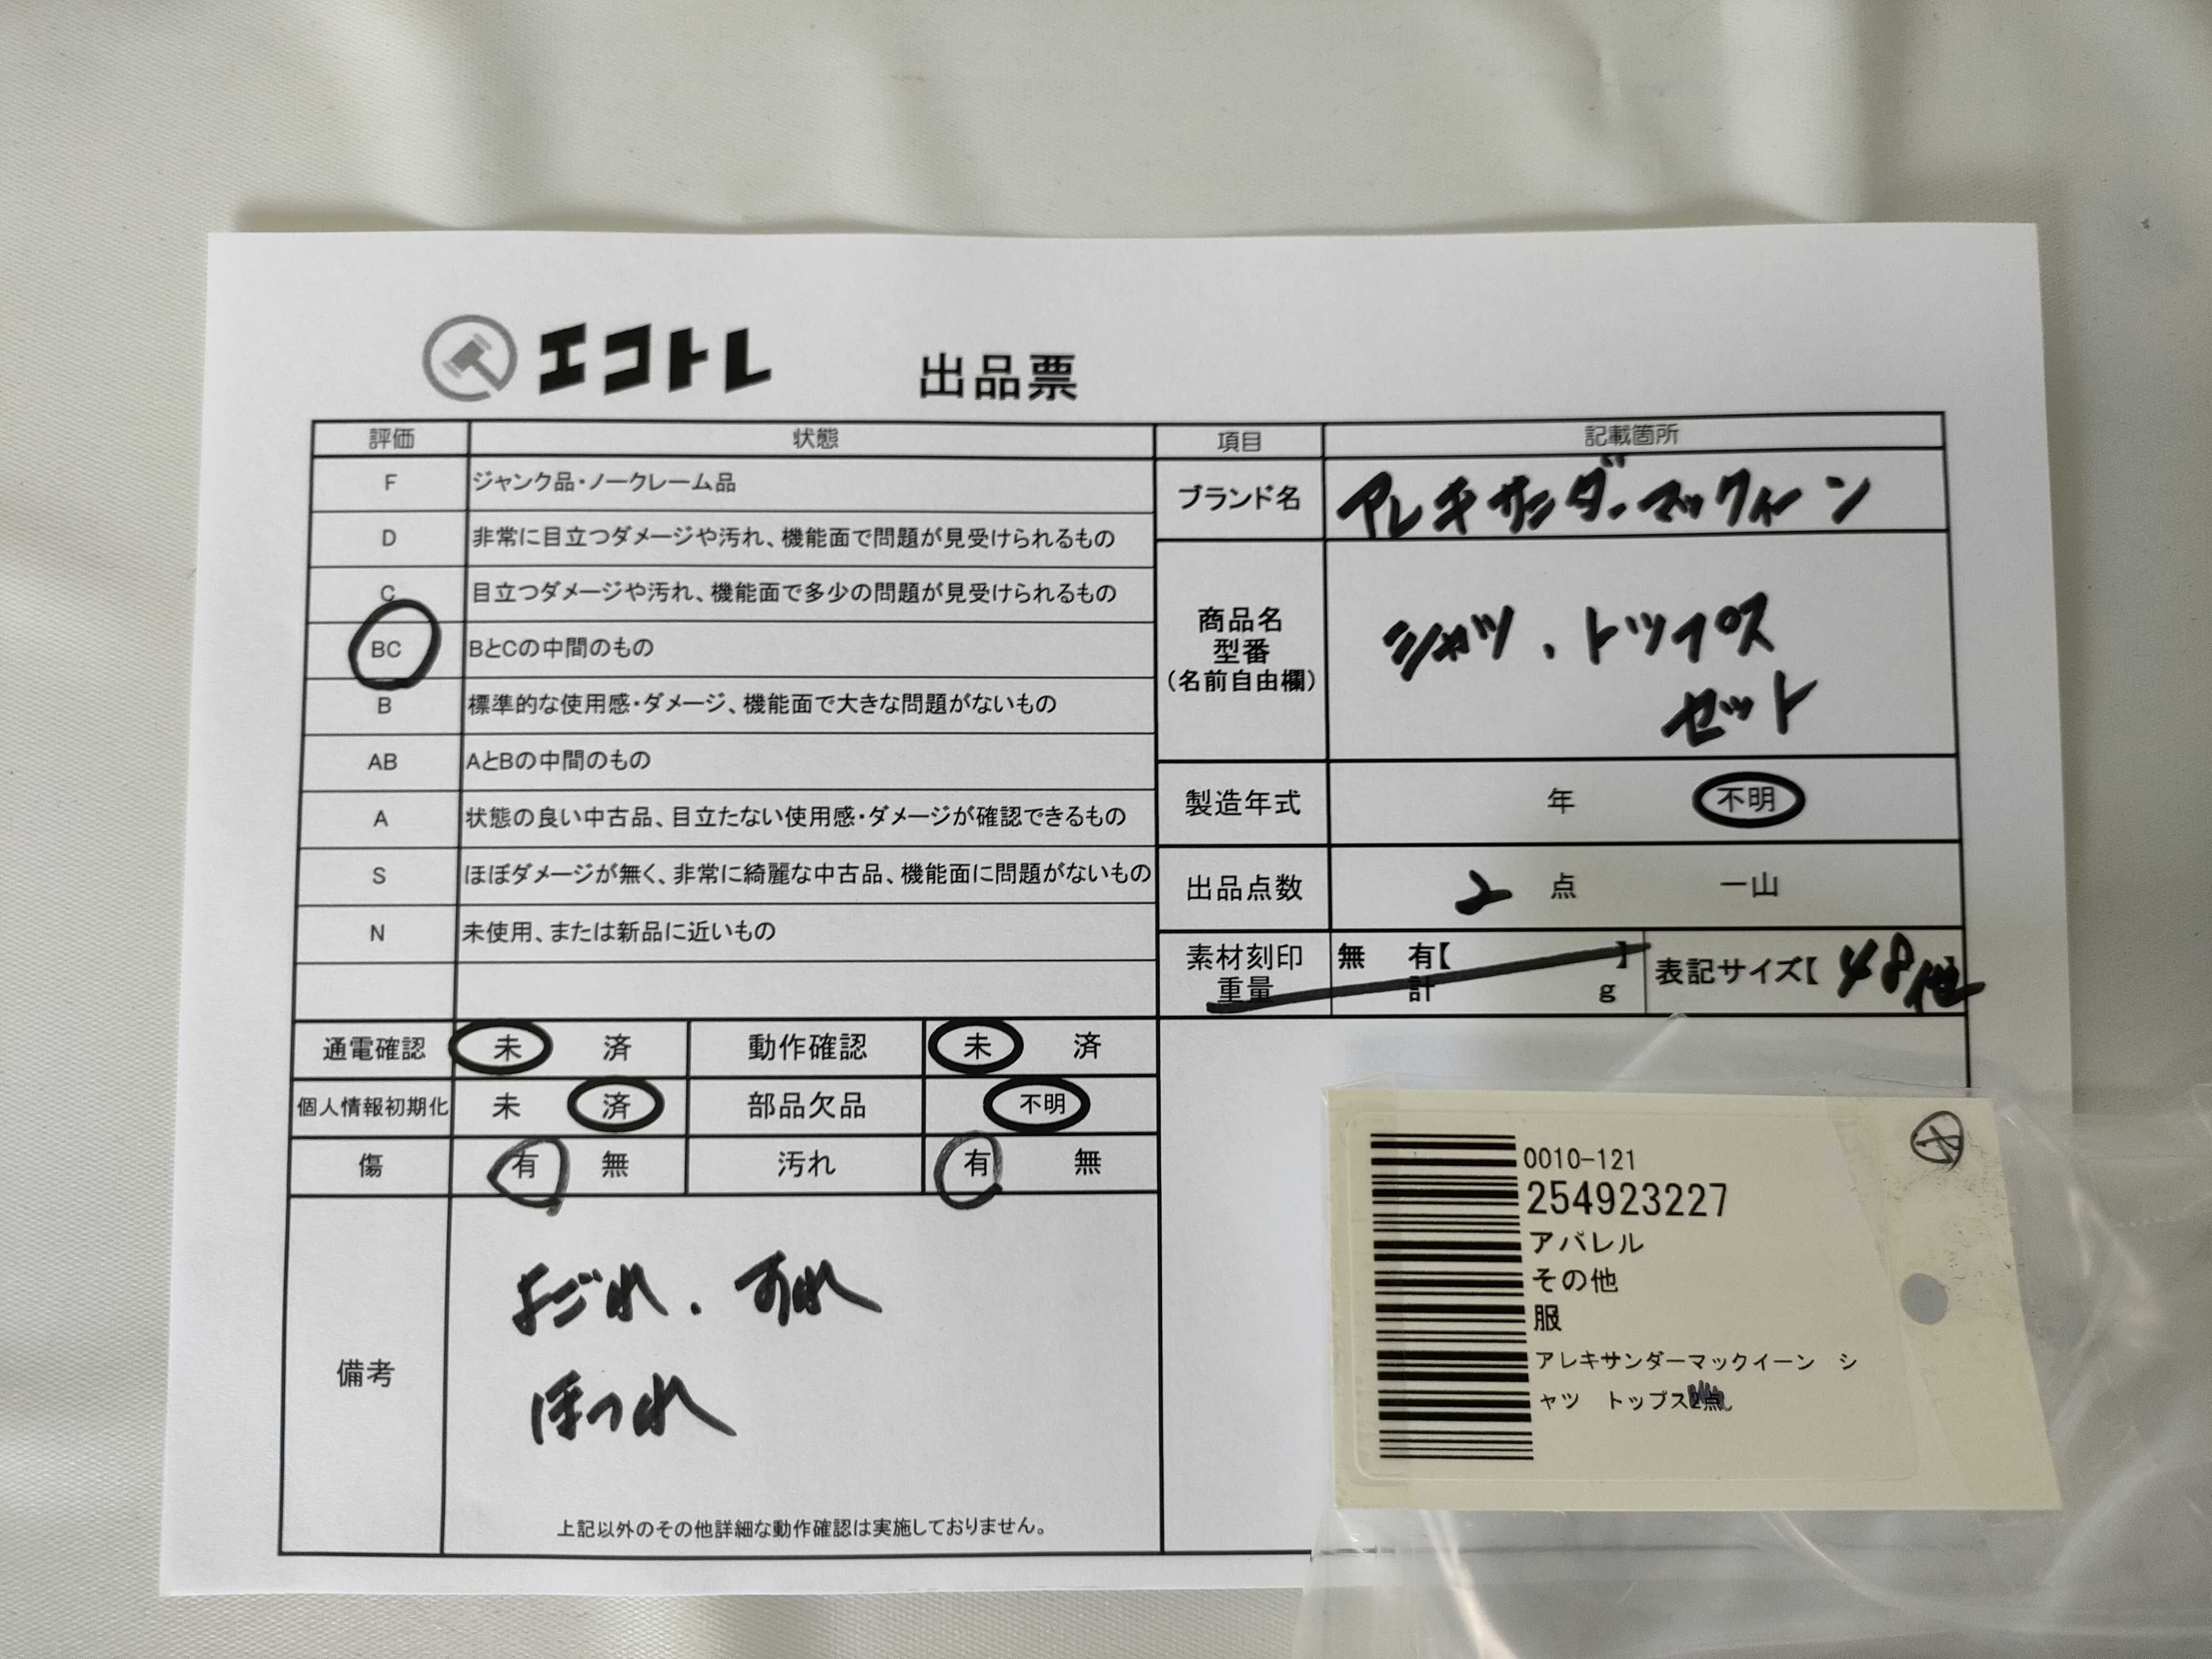 エコトレ 出品票
評価 状態
F ジャンク品・ノークレーム品
D 非常に目立つダメージや汚れ、機能面で問題が見受けられるもの
C 目立つダメージや汚れ、機能面で多少の問題が見受けられるもの
BC BとCの中間のもの
B 標準的な使用感・ダメージ、機能面で大きな問題がないもの
AB AとBの中間のもの
A 状態の良い中古品、目立たない使用感・ダメージが確認できるもの
S ほぼダメージが無く、非常に綺麗な中古品、機能面に問題がないもの
N 未使用、または新品に近いもの
項目 記載箇所
ブランド名 アレキサンダーマックイーン
商品名
型番
(名前自由欄)
シャツ、トップス
セット
製造年式 年 不明
出品点数 2 点 一山
素材刻印 無 有【 】
重量 計 g
表記サイズ【 48他
通電確認 未 済 動作確認 未 済
個人情報初期化 未 済 部品欠品 不明
傷 有 無 汚れ 有 無
備考
よごれ、すれ
ほつれ
上記以外のその他詳細な動作確認は実施しておりません。
0010-121
254923227
アパレル
その他
服
アレキサンダーマックイーン シ
ャツ トップス2点